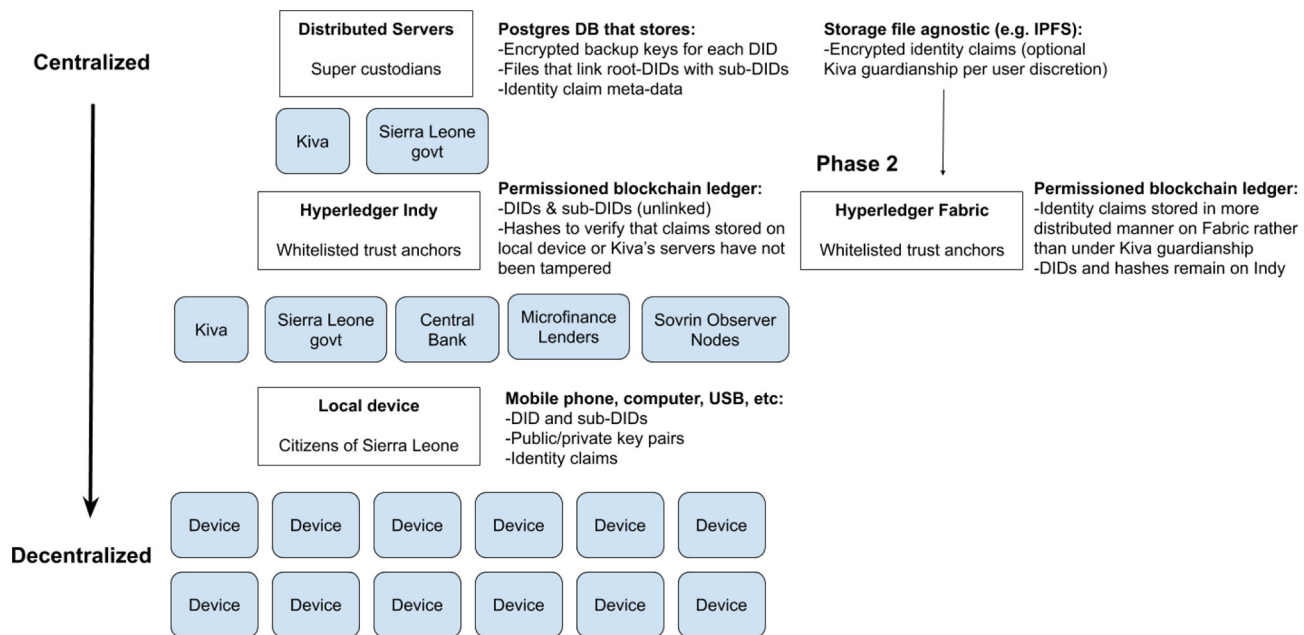 Centralized
Distributed Servers
Super custodians
Postgres DB that stores:
-Encrypted backup keys for each DID
-Files that link root-DIDs with sub-DIDs
-Identity claim meta-data
Storage file agnostic (e.g. IPFS):
-Encrypted identity claims (optional
Kiva guardianship per user discretion)
Kiva
Sierra Leone
govt
Phase 2
Hyperledger Indy
Whitelisted trust anchors
Permissioned blockchain ledger:
-DIDs & sub-DIDs (unlinked)
-Hashes to verify that claims stored on
local device or Kiva's servers have not
been tampered
Hyperledger Fabric
Whitelisted trust anchors
Permissioned blockchain ledger:
-Identity claims stored in more
distributed manner on Fabric rather
than under Kiva guardianship
-DIDs and hashes remain on Indy
Kiva
Sierra Leone
govt
Central
Bank
Microfinance
Lenders
Sovrin Observer
Nodes
Local device
Citizens of Sierra Leone
Mobile phone, computer, USB, etc:
-DID and sub-DIDs
-Public/private key pairs
-Identity claims
Device
Device
Device
Device
Device
Device
Decentralized
Device
Device
Device
Device
Device
Device